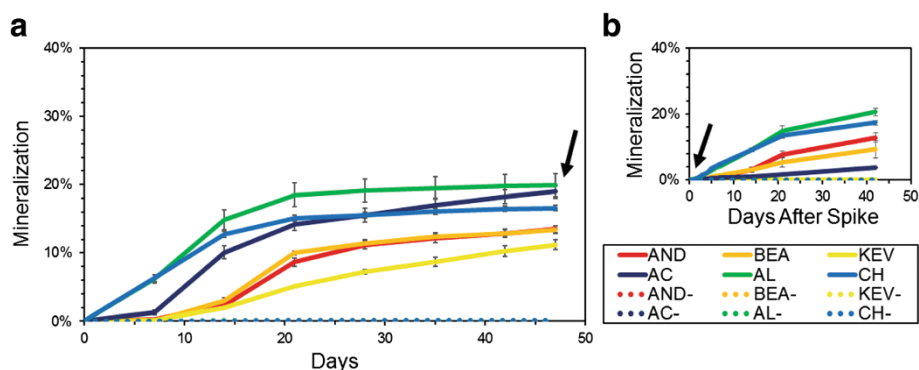 a
40%
30%
20%
10%
0%
Mineralization
0 10 20 30 40 50
Days
b
40%
20%
0%
Mineralization
0 10 20 30 40 50
Days After Spike
AND BEA KEV
AC AL CH
AND- BEA- KEV-
AC- AL- CH-